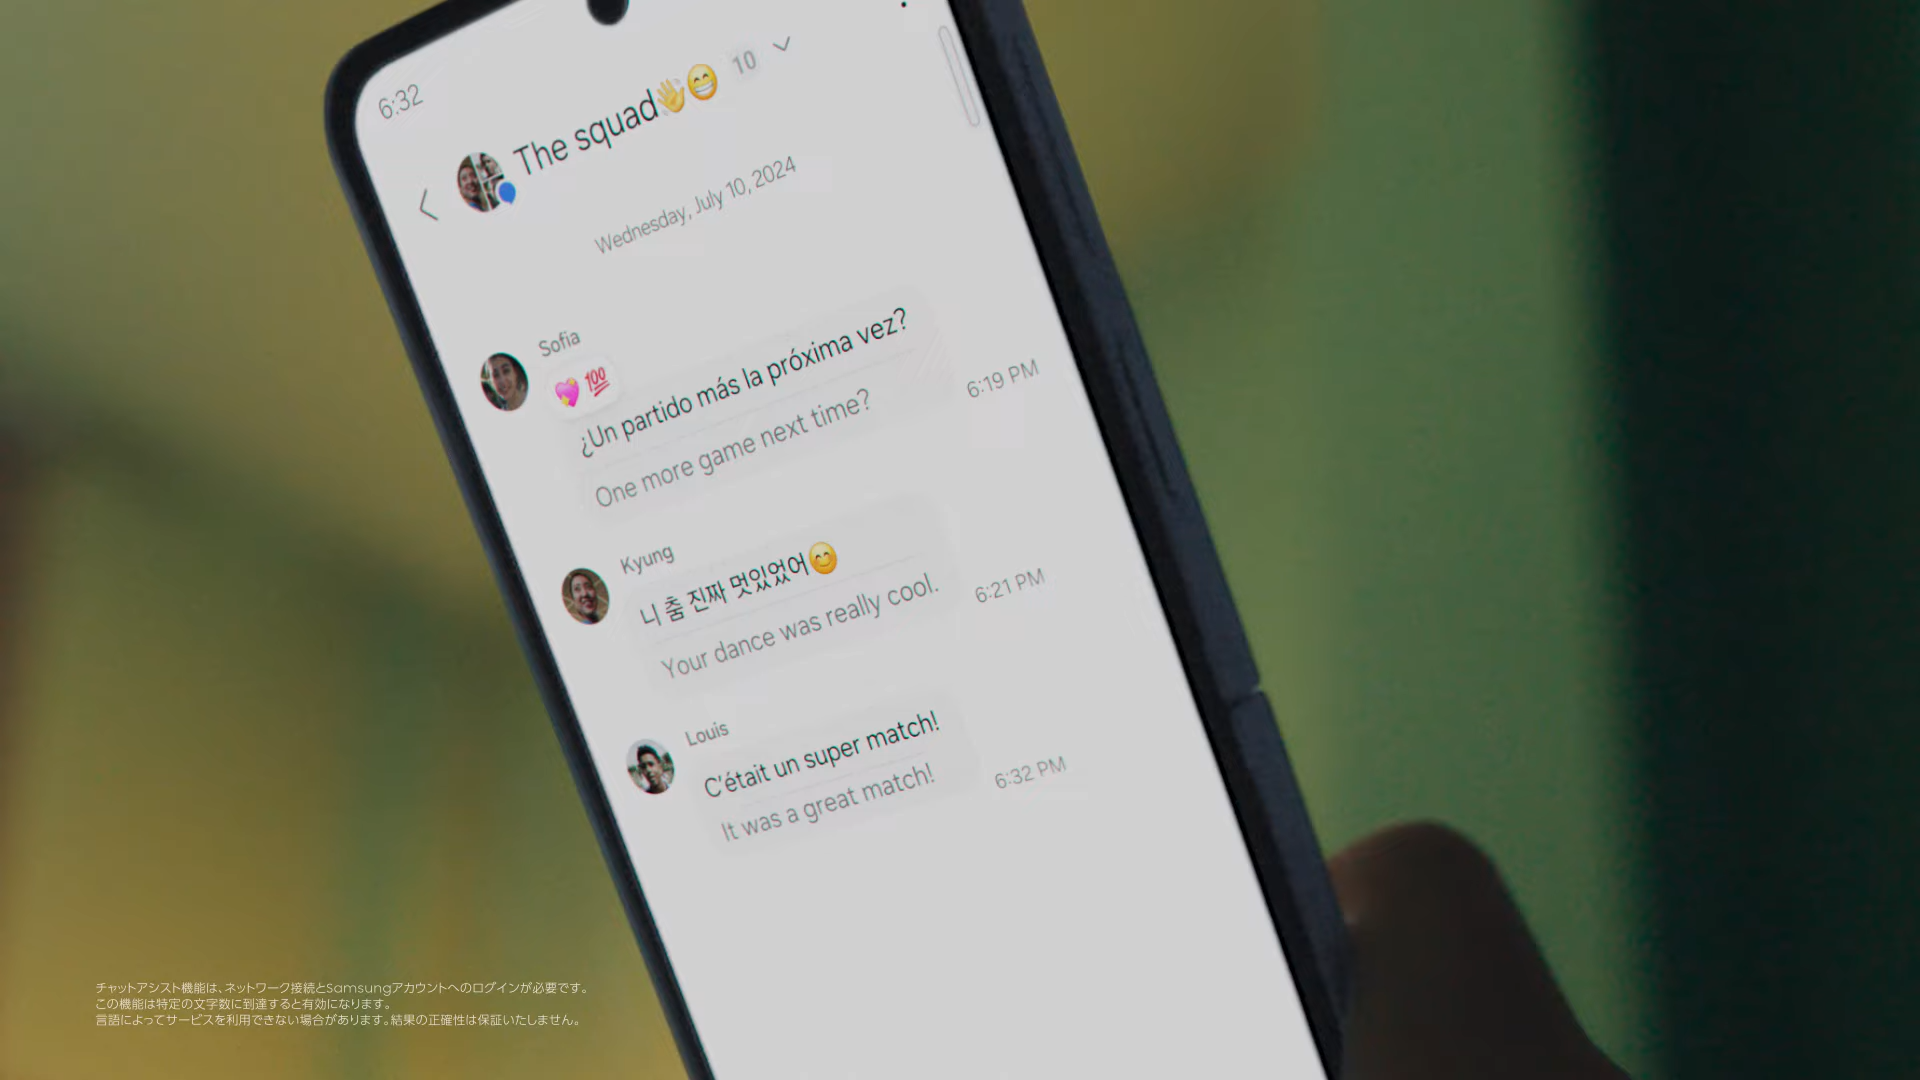 6:32
The squad👋😁 10
Wednesday, July 10, 2024
Sofia
💖💯
¿Un partido más la próxima vez?
One more game next time?
6:19 PM
Kyung
니 춤 진짜 멋있었어😊
Your dance was really cool.
6:21 PM
Louis
C'était un super match!
It was a great match!
6:32 PM
チャットアシスト機能は、ネットワーク接続とSamsungアカウントへのログインが必要です。
この機能は特定の文字数に到達すると有効になります。
言語によってサービスを利用できない場合があります。結果の正確性は保証いたしません。